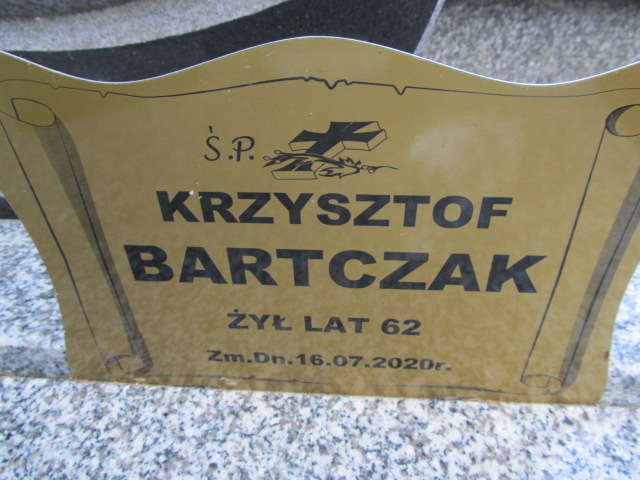 Ś.P.
KRZYSZTOF
BARTCZAK
ŻYŁ LAT 62
Zm.Dn.16.07.2020r.